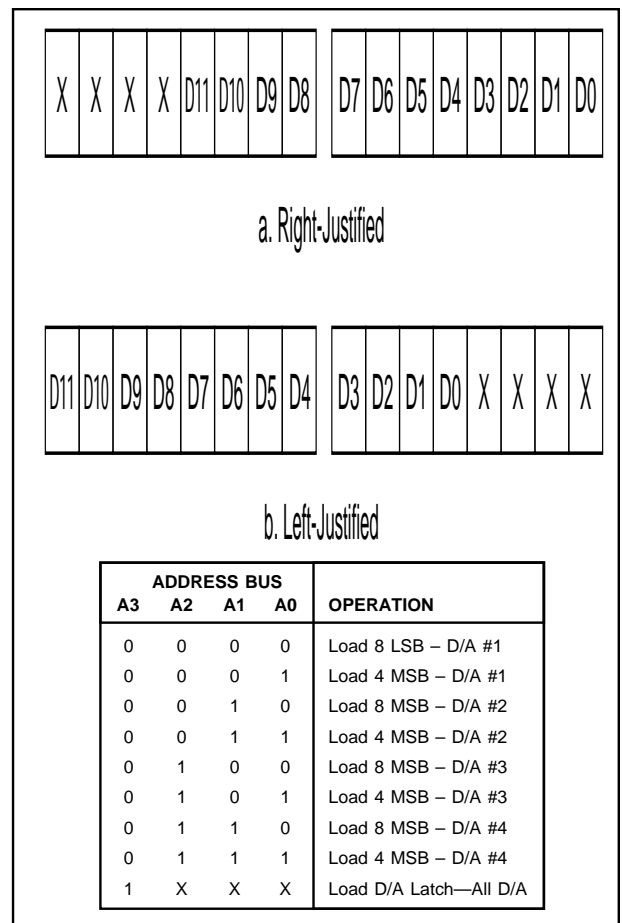 X X X X D11 D10 D9 D8 D7 D6 D5 D4 D3 D2 D1 D0
a. Right-Justified
D11 D10 D9 D8 D7 D6 D5 D4 D3 D2 D1 D0 X X X X
b. Left-Justified
ADDRESS BUS
A3 A2 A1 A0 OPERATION
0 0 0 0 Load 8 LSB – D/A #1
0 0 0 1 Load 4 MSB – D/A #1
0 0 1 0 Load 8 MSB – D/A #2
0 0 1 1 Load 4 MSB – D/A #2
0 1 0 0 Load 8 MSB – D/A #3
0 1 0 1 Load 4 MSB – D/A #3
0 1 1 0 Load 8 MSB – D/A #4
0 1 1 1 Load 4 MSB – D/A #4
1 X X X Load D/A Latch—All D/A